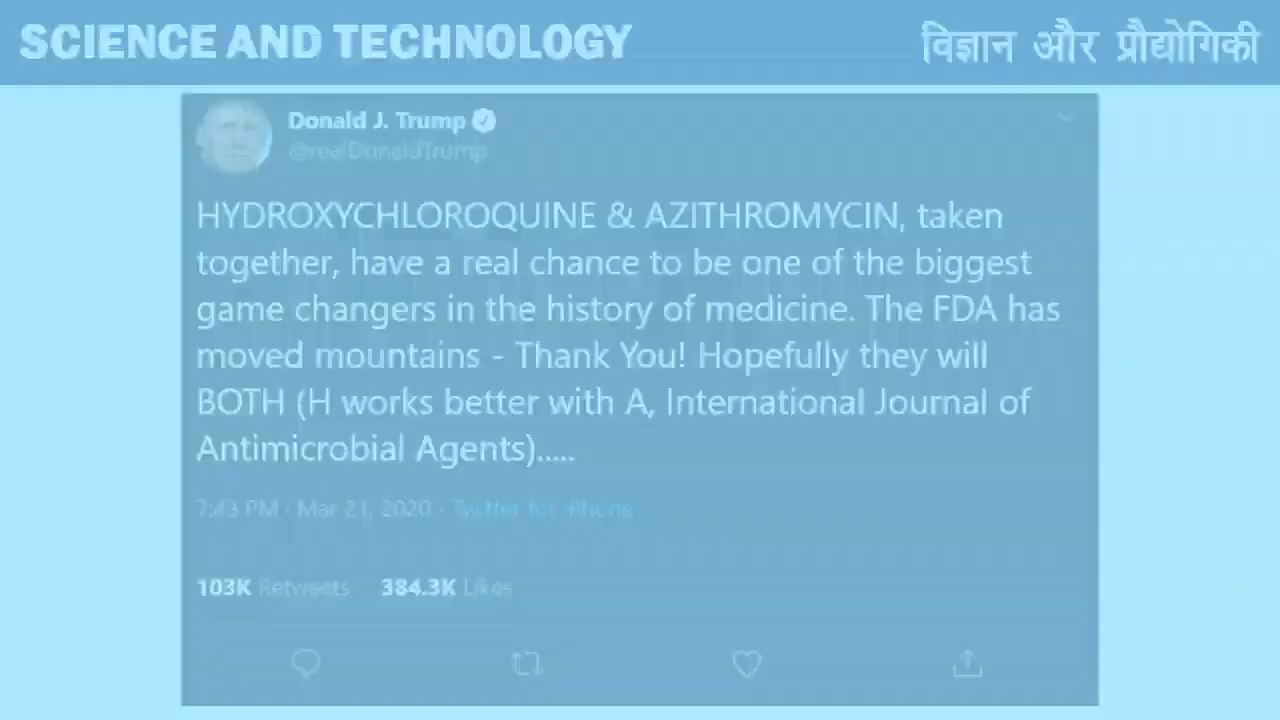 SCIENCE AND TECHNOLOGY
विज्ञान और प्रौद्योगिकी
Donald J. Trump
@realDonaldTrump
HYDROXYCHLOROQUINE & AZITHROMYCIN, taken
together, have a real chance to be one of the biggest
game changers in the history of medicine. The FDA has
moved mountains - Thank You! Hopefully they will
BOTH (H works better with A, International Journal of
Antimicrobial Agents).....
7:43 PM · Mar 21, 2020 · Twitter for iPhone
103K Retweets 384.3K Likes